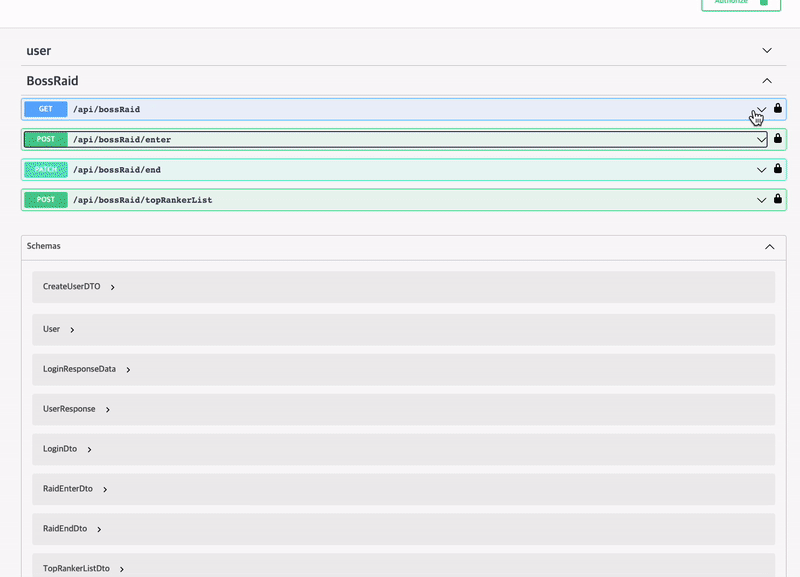 Authorize
user
BossRaid
GET /api/bossRaid
POST /api/bossRaid/enter
PATCH /api/bossRaid/end
POST /api/bossRaid/topRankerList
Schemas
CreateUserDTO
User
LoginResponseData
UserResponse
LoginDto
RaidEnterDto
RaidEndDto
TopRankerListDto